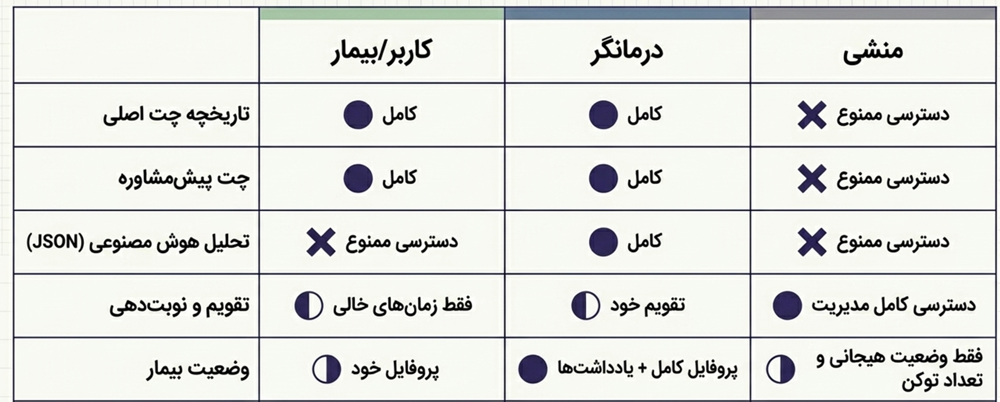 کاربر/بیمار
درمانگر
منشی
تاریخچه چت اصلی
کامل
کامل
دسترسی ممنوع
چت پیش‌مشاوره
کامل
کامل
دسترسی ممنوع
تحلیل هوش مصنوعی (JSON)
دسترسی ممنوع
کامل
دسترسی ممنوع
تقویم و نوبت‌دهی
فقط زمان‌های خالی
تقویم خود
دسترسی کامل مدیریت
وضعیت بیمار
پروفایل خود
پروفایل کامل + یادداشت‌ها
فقط وضعیت هیجانی و
تعداد توکن